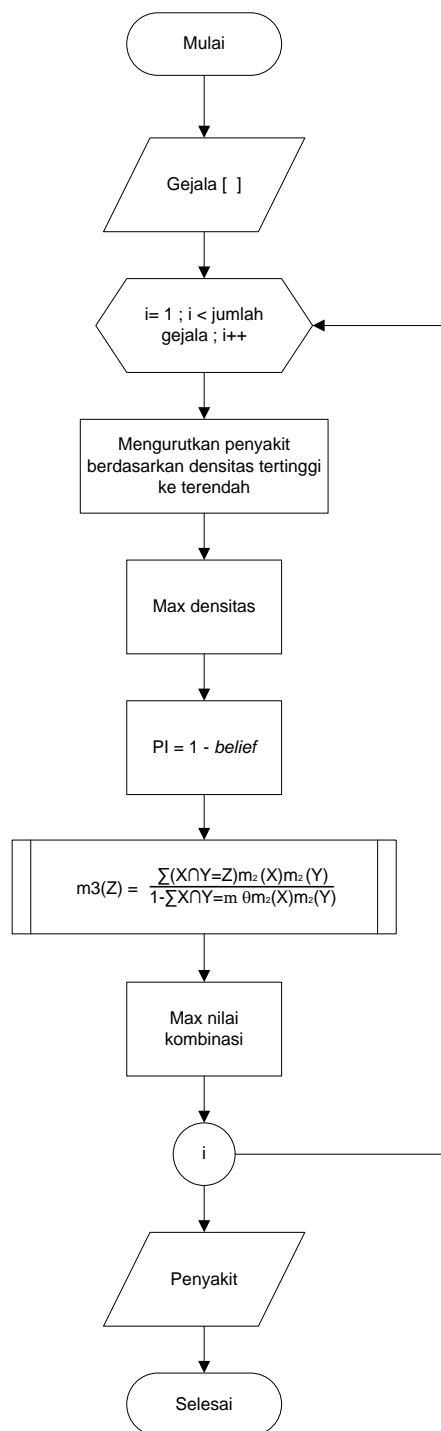 Mulai
Gejala [ ]
i= 1 ; i < jumlah
gejala ; i++
Mengurutkan penyakit
berdasarkan densitas tertinggi
ke terendah
Max densitas
PI = 1 - belief
m3(Z) = ∑(X∩Y=Z)m₂(X)m₂(Y)
1-∑X∩Y=m θm₂(X)m₂(Y)
Max nilai
kombinasi
i
Penyakit
Selesai